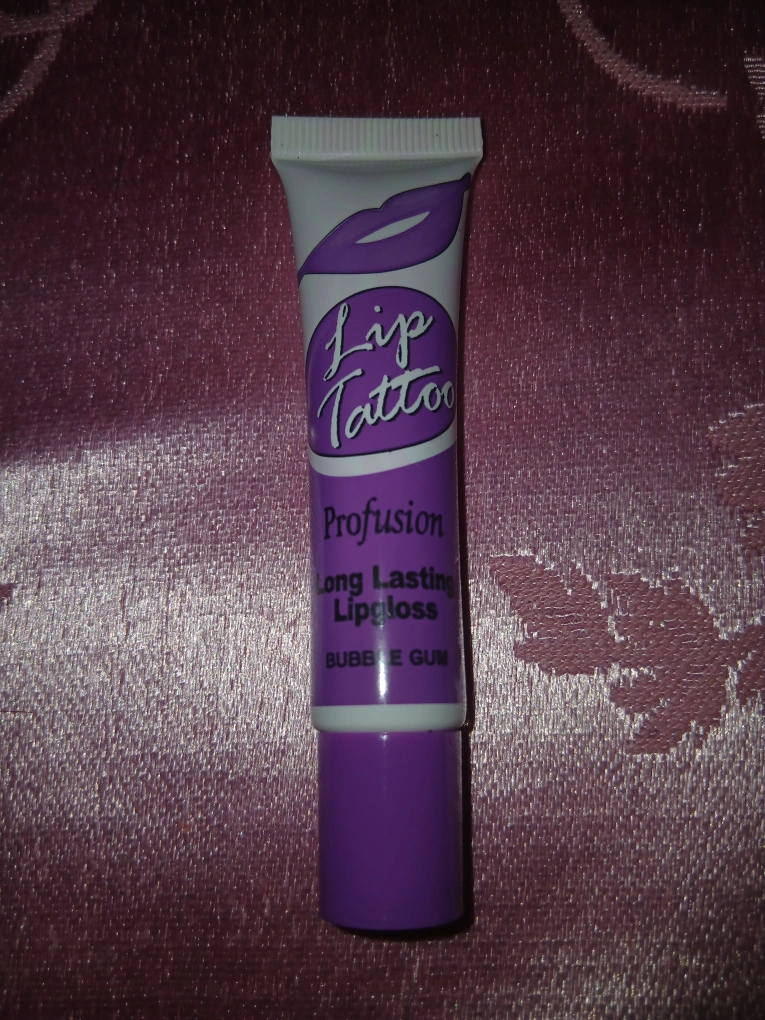 Lip
Tattoo
Profusion
Long Lasting
Lipgloss
BUBBLE GUM